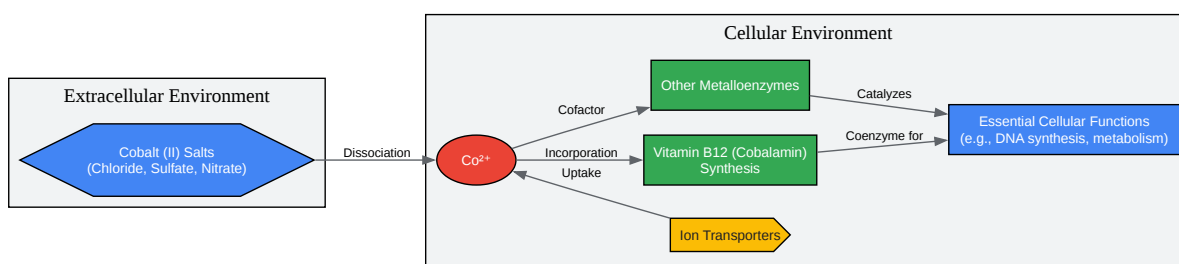 Extracellular Environment
Cobalt (II) Salts
(Chloride, Sulfate, Nitrate)
Dissociation
Cellular Environment
Co²⁺
Cofactor
Incorporation
Uptake
Other Metalloenzymes
Vitamin B12 (Cobalamin)
Synthesis
Ion Transporters
Catalyzes
Coenzyme for
Essential Cellular Functions
(e.g., DNA synthesis, metabolism)